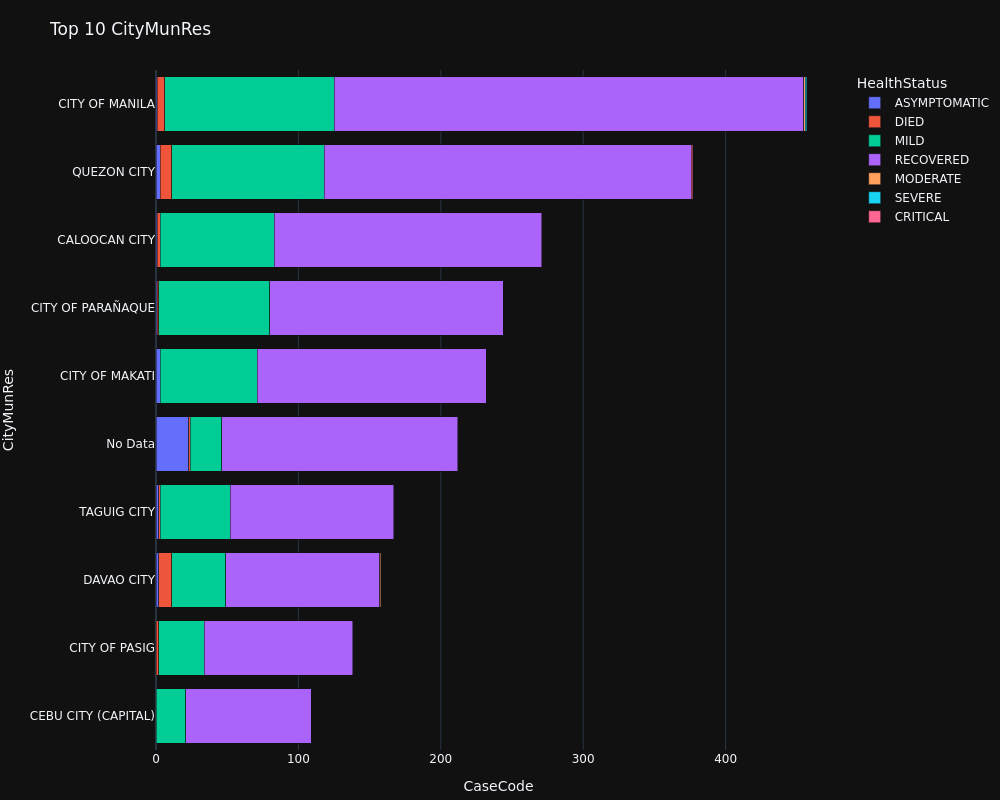 Top 10 CityMunRes
HealthStatus
ASYMPTOMATIC
DIED
MILD
RECOVERED
MODERATE
SEVERE
CRITICAL
CityMunRes
CITY OF MANILA
QUEZON CITY
CALOOCAN CITY
CITY OF PARAÑAQUE
CITY OF MAKATI
No Data
TAGUIG CITY
DAVAO CITY
CITY OF PASIG
CEBU CITY (CAPITAL)
0 100 200 300 400
CaseCode